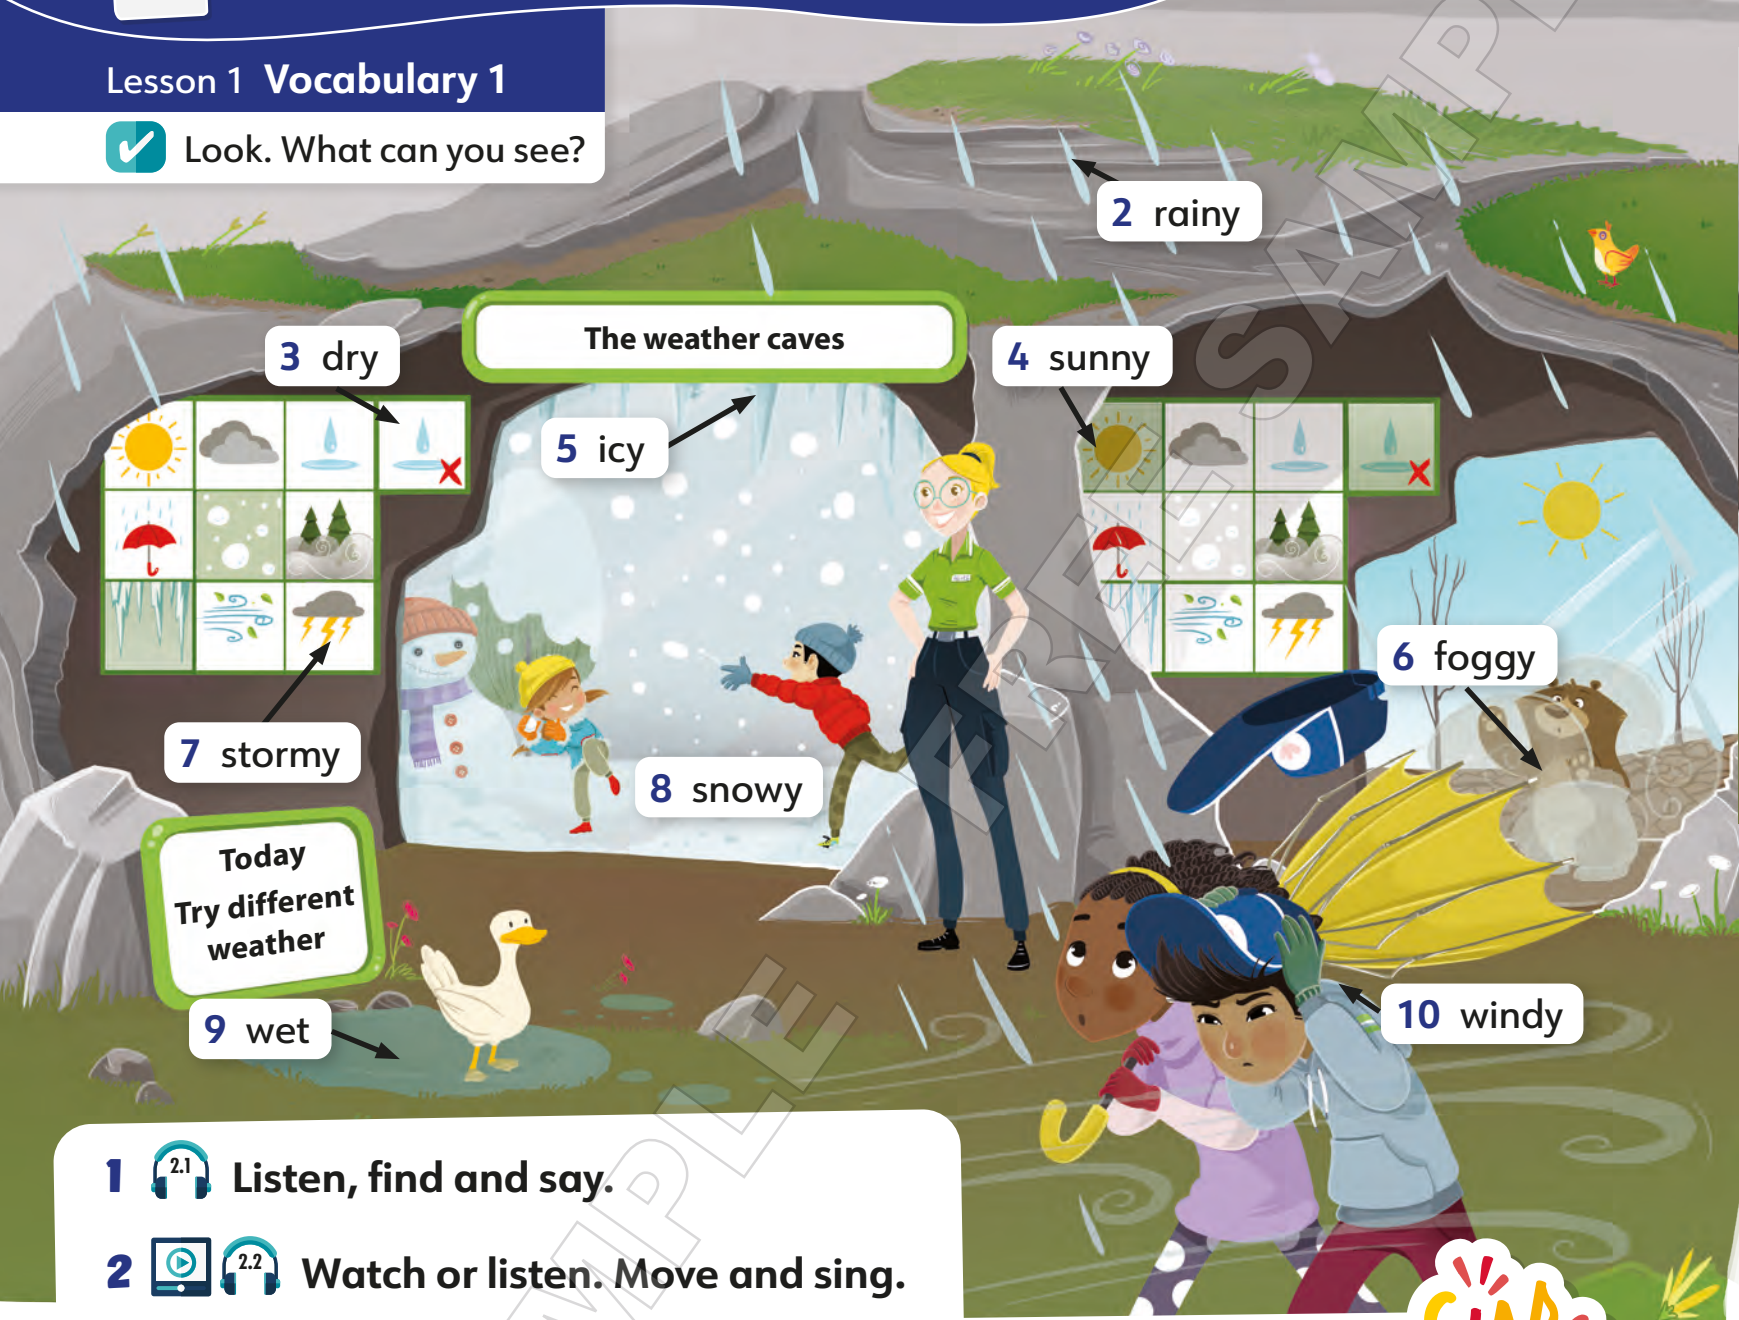 Lesson 1 Vocabulary 1
Look. What can you see?
2 rainy
The weather caves
3 dry
4 sunny
5 icy
6 foggy
7 stormy
8 snowy
Today
Try different
weather
9 wet
10 windy
1 2.1 Listen, find and say.
2 2.2 Watch or listen. Move and sing.
FREE SAMPLE